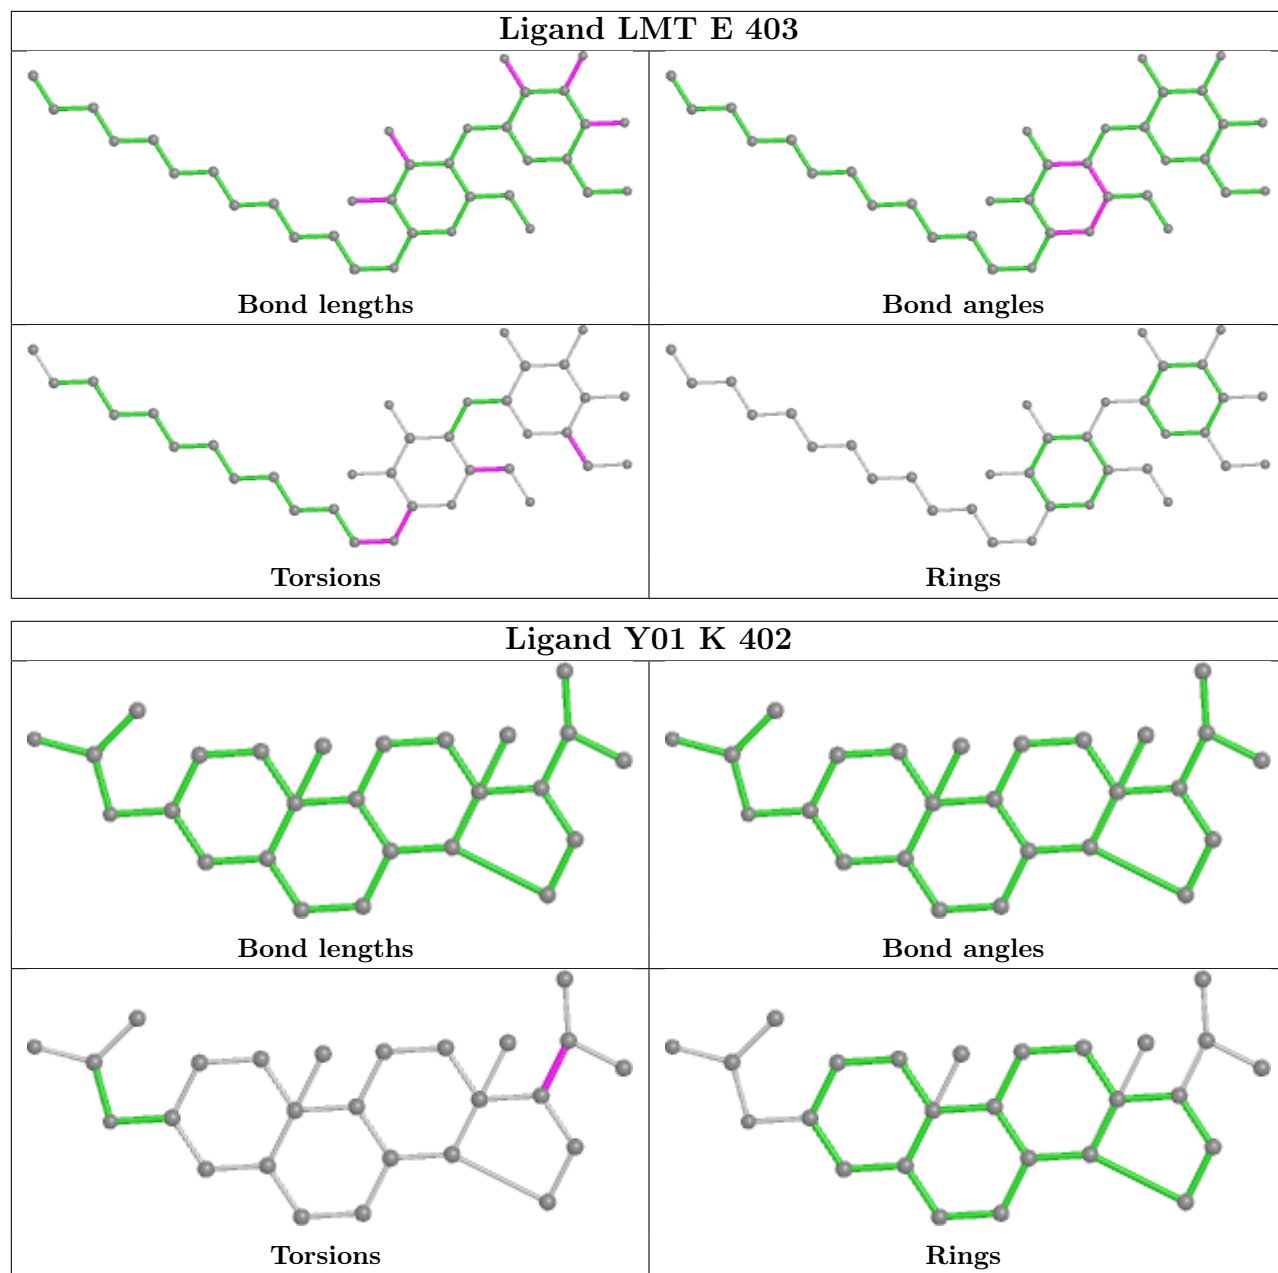 Ligand LMT E 403
Bond lengths
Bond angles
Torsions
Rings
Ligand Y01 K 402
Bond lengths
Bond angles
Torsions
Rings